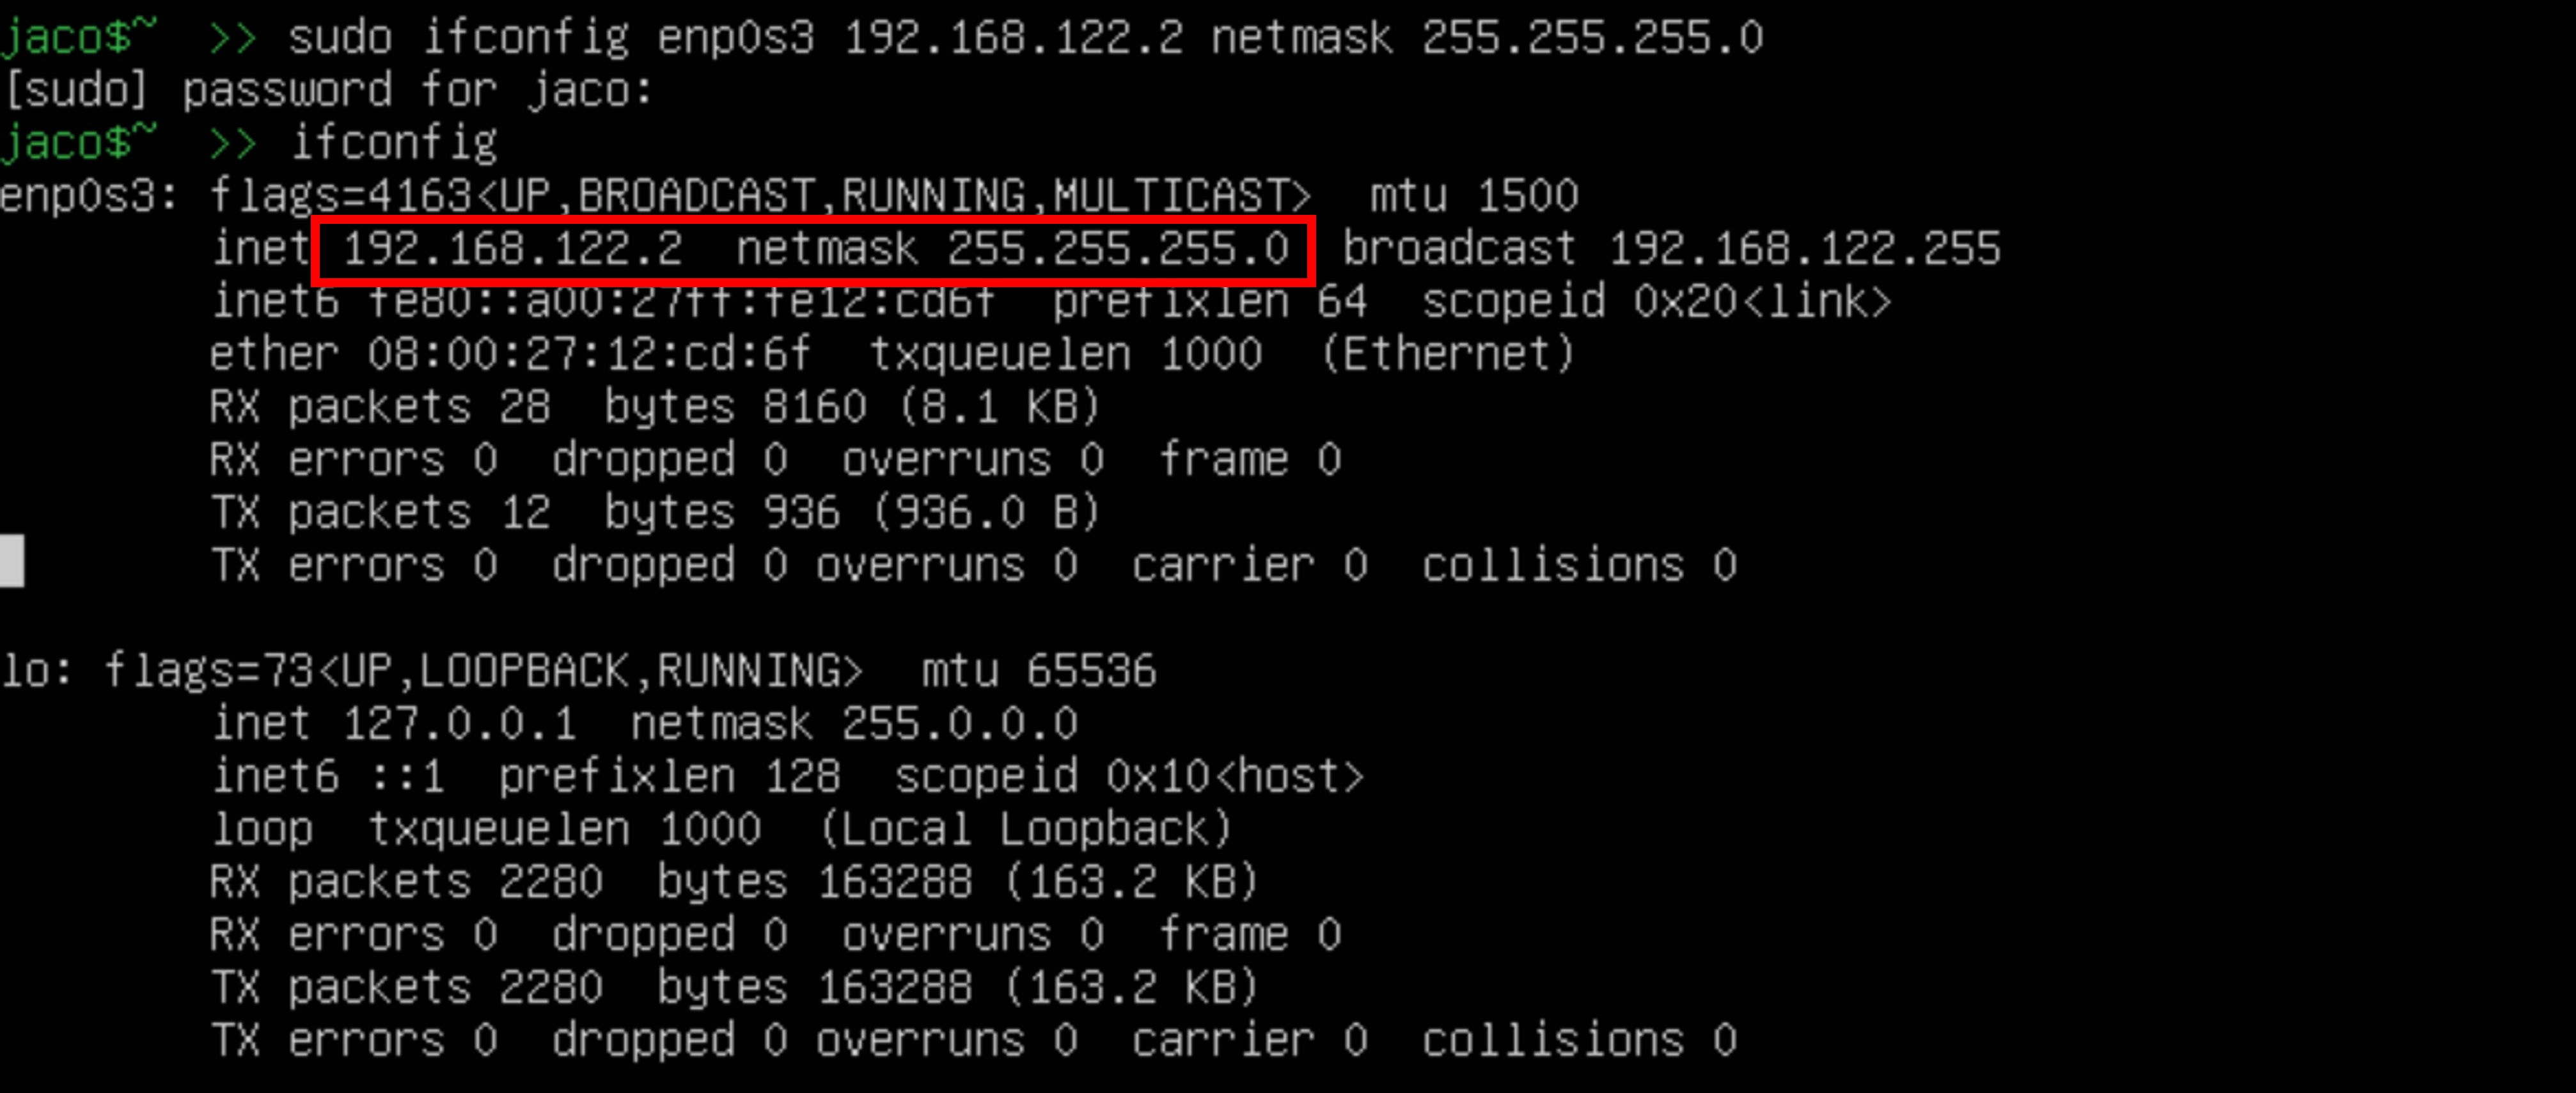 jaco$~  >> sudo ifconfig enp0s3 192.168.122.2 netmask 255.255.255.0
[sudo] password for jaco:
jaco$~  >> ifconfig
enp0s3: flags=4163<UP,BROADCAST,RUNNING,MULTICAST>  mtu 1500
        inet 192.168.122.2  netmask 255.255.255.0  broadcast 192.168.122.255
        inet6 fe80::a00:27ff:fe12:cd6f  prefixlen 64  scopeid 0x20<link>
        ether 08:00:27:12:cd:6f  txqueuelen 1000  (Ethernet)
        RX packets 28  bytes 8160 (8.1 KB)
        RX errors 0  dropped 0  overruns 0  frame 0
        TX packets 12  bytes 936 (936.0 B)
        TX errors 0  dropped 0 overruns 0  carrier 0  collisions 0
lo: flags=73<UP,LOOPBACK,RUNNING>  mtu 65536
        inet 127.0.0.1  netmask 255.0.0.0
        inet6 ::1  prefixlen 128  scopeid 0x10<host>
        loop  txqueuelen 1000  (Local Loopback)
        RX packets 2280  bytes 163288 (163.2 KB)
        RX errors 0  dropped 0  overruns 0  frame 0
        TX packets 2280  bytes 163288 (163.2 KB)
        TX errors 0  dropped 0 overruns 0  carrier 0  collisions 0